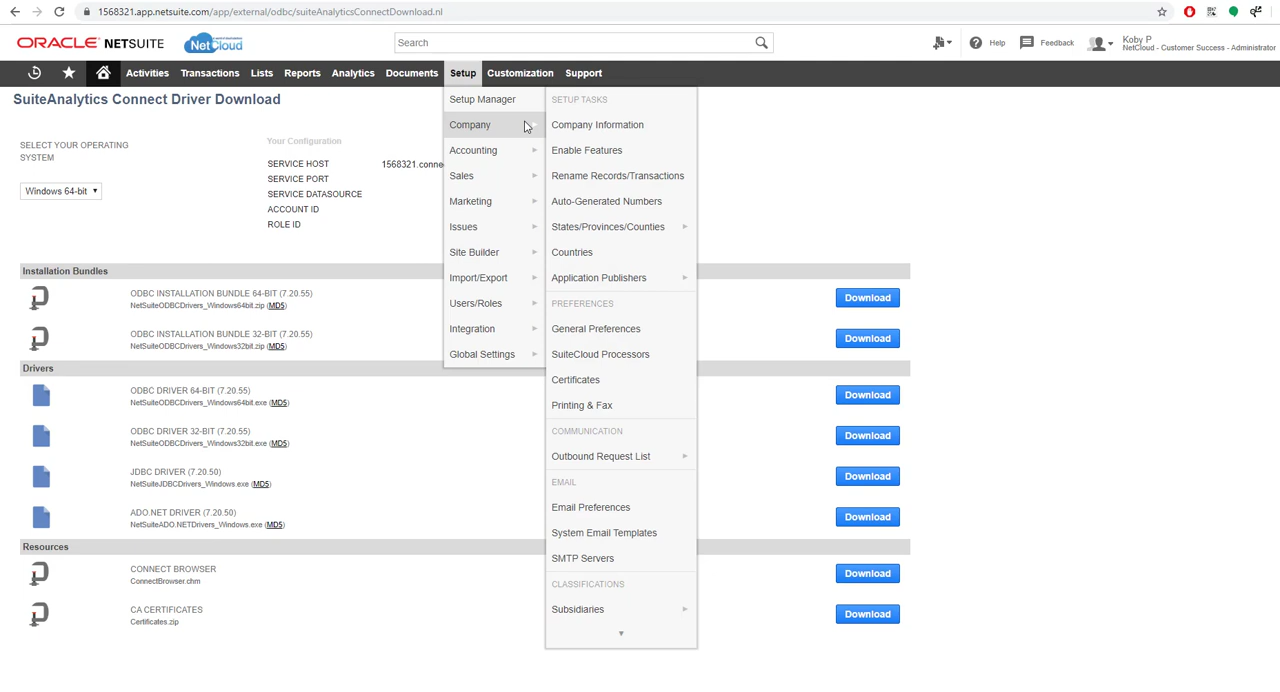 1568321.app.netsuite.com/app/external/odbc/suiteAnalyticsConnectDownload.nl
ORACLE NETSUITE
NetCloud
Search
Help
Feedback
Koby P
NetCloud - Customer Success - Administrator
Activities
Transactions
Lists
Reports
Analytics
Documents
Setup
Customization
Support
SuiteAnalytics Connect Driver Download
SELECT YOUR OPERATING
SYSTEM
Windows 64-bit
Your Configuration
SERVICE HOST
1568321.conne
SERVICE PORT
SERVICE DATASOURCE
ACCOUNT ID
ROLE ID
Setup Manager
Company
Accounting
Sales
Marketing
Issues
Site Builder
Import/Export
Users/Roles
Integration
Global Settings
SETUP TASKS
Company Information
Enable Features
Rename Records/Transactions
Auto-Generated Numbers
States/Provinces/Counties
Countries
Application Publishers
PREFERENCES
General Preferences
SuiteCloud Processors
Certificates
Printing & Fax
COMMUNICATION
Outbound Request List
EMAIL
Email Preferences
System Email Templates
SMTP Servers
CLASSIFICATIONS
Subsidiaries
Installation Bundles
ODBC INSTALLATION BUNDLE 64-BIT (7.20.55)
NetSuiteODBCDrivers_Windows64bit.zip (MD5)
Download
ODBC INSTALLATION BUNDLE 32-BIT (7.20.55)
NetSuiteODBCDrivers_Windows32bit.zip (MD5)
Download
Drivers
ODBC DRIVER 64-BIT (7.20.55)
NetSuiteODBCDrivers_Windows64bit.exe (MD5)
Download
ODBC DRIVER 32-BIT (7.20.55)
NetSuiteODBCDrivers_Windows32bit.exe (MD5)
Download
JDBC DRIVER (7.20.50)
NetSuiteJDBCDrivers_Windows.exe (MD5)
Download
ADO.NET DRIVER (7.20.50)
NetSuiteADO.NETDrivers_Windows.exe (MD5)
Download
Resources
CONNECT BROWSER
ConnectBrowser.chm
Download
CA CERTIFICATES
Certificates.zip
Download